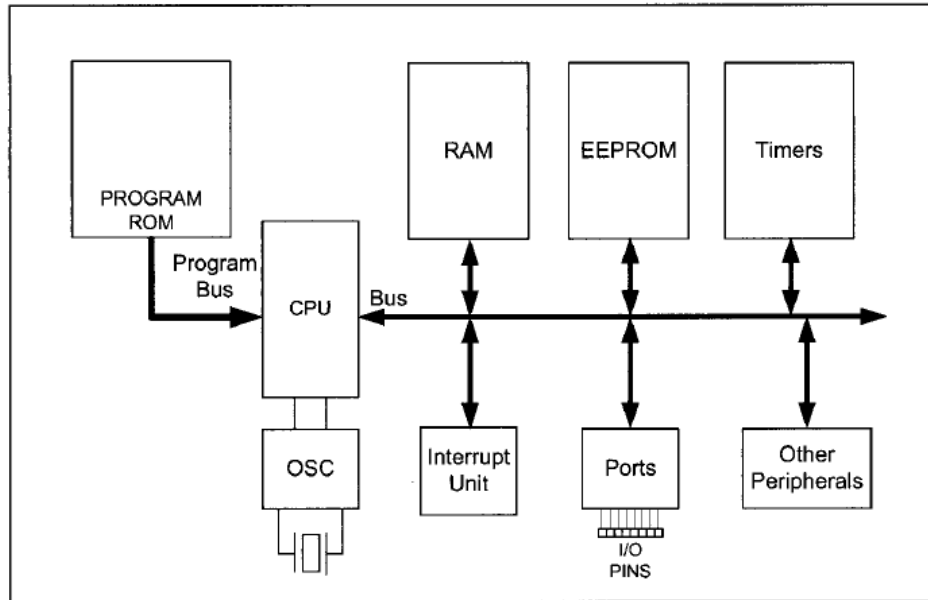 PROGRAM
ROM
Program
Bus
CPU
Bus
OSC
RAM
EEPROM
Timers
Interrupt
Unit
Ports
I/O
PINS
Other
Peripherals